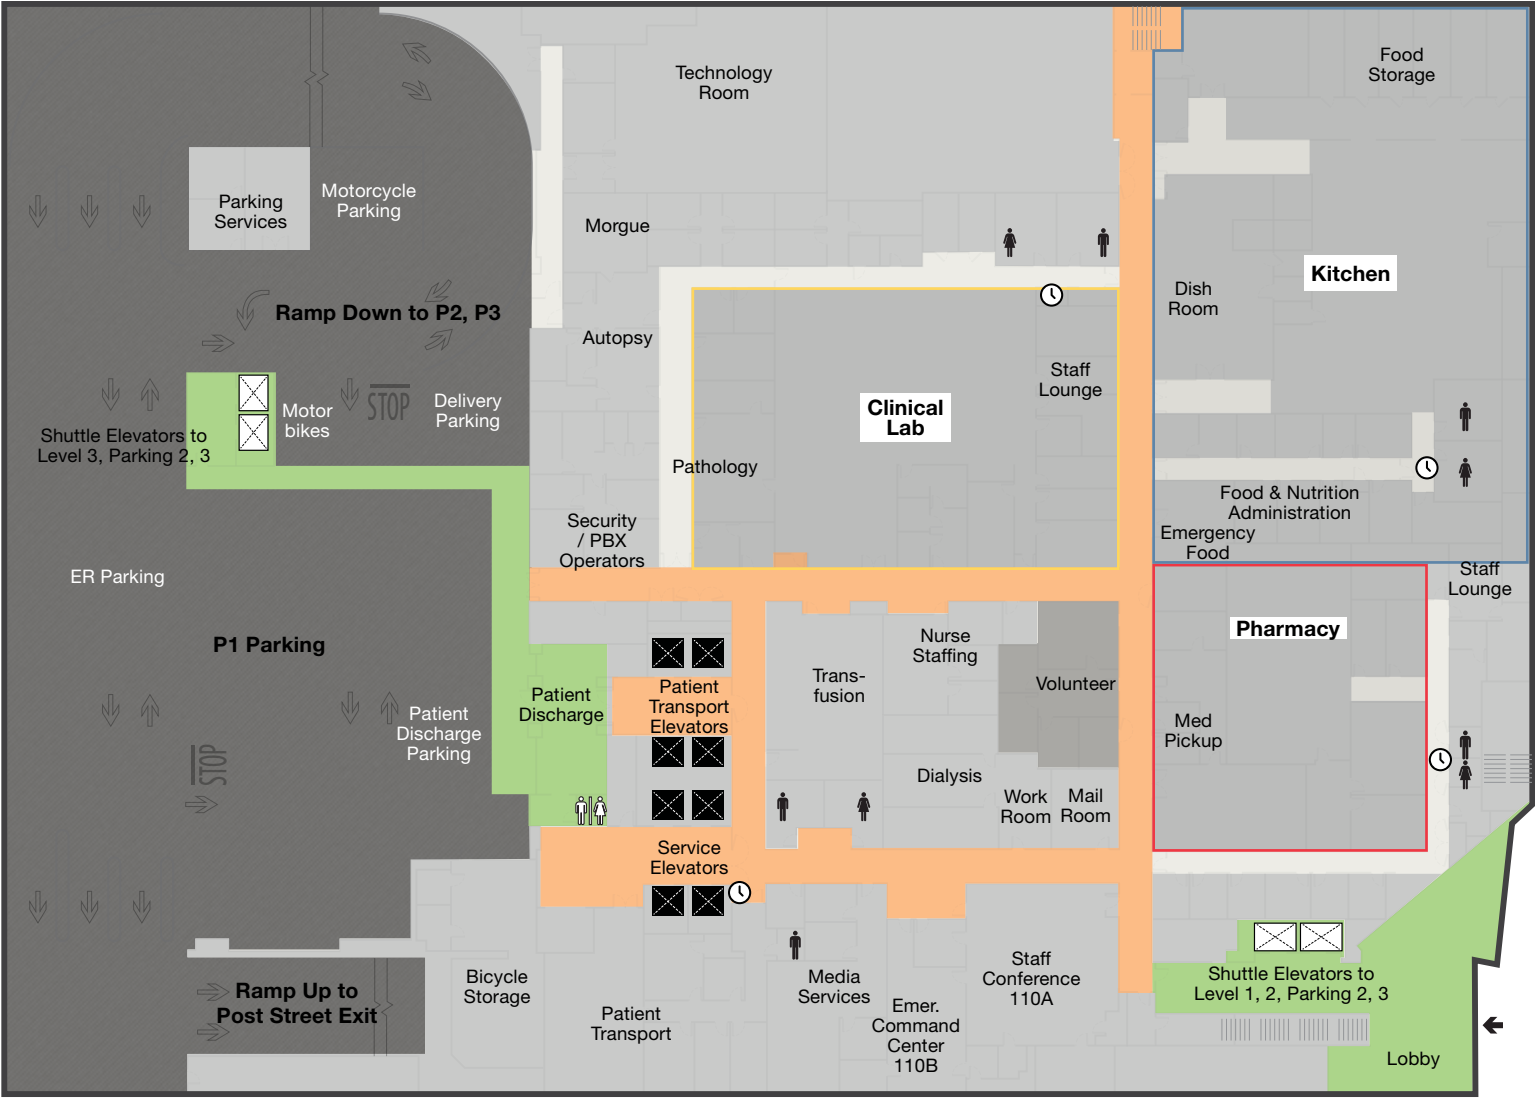 Technology
Room
Food
Storage
Parking
Services
Motorcycle
Parking
Morgue
Kitchen
Dish
Room
Ramp Down to P2, P3
Autopsy
Staff
Lounge
Clinical
Lab
STOP
Motor
bikes
Delivery
Parking
Shuttle Elevators to
Level 3, Parking 2, 3
Pathology
Food & Nutrition
Administration
Security
/ PBX
Operators
Emergency
Food
ER Parking
Staff
Lounge
P1 Parking
Pharmacy
Nurse
Staffing
Trans-
fusion
Volunteer
Patient
Discharge
Patient
Transport
Elevators
Patient
Discharge
Parking
Med
Pickup
STOP
Dialysis
Work
Room
Mail
Room
Service
Elevators
Bicycle
Storage
Patient
Transport
Media
Services
Emer.
Command
Center
110B
Staff
Conference
110A
Shuttle Elevators to
Level 1, 2, Parking 2, 3
Ramp Up to
Post Street Exit
Lobby